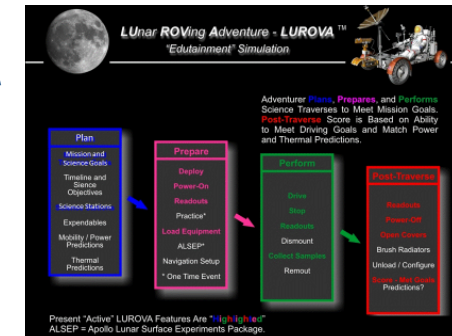 LUnar ROVing Adventure - LUROVA ™
"Edutainment" Simulation
Adventurer Plans, Prepares, and Performs
Science Traverses to Meet Mission Goals.
Post-Traverse Score is Based on Ability
to Meet Driving Goals and Match Power
and Thermal Predictions.
Plan
Mission and
Science Goals
Timeline and
Sience
Objectives
Science Stations
Expendables
Mobility / Power
Predictions
Thermal
Predictions
Prepare
Deploy
Power-On
Readouts
Practice*
Load Equipment
ALSEP*
Navigation Setup
* One Time Event
Perform
Drive
Stop
Readouts
Dismount
Collect Samples
Remout
Post-Traverse
Readouts
Power-Off
Open Covers
Brush Radiators
Unload / Configure
Score - Met Goals
Predictions?
Present "Active" LUROVA Features Are "Highlighted"
ALSEP = Apollo Lunar Surface Experiments Package.